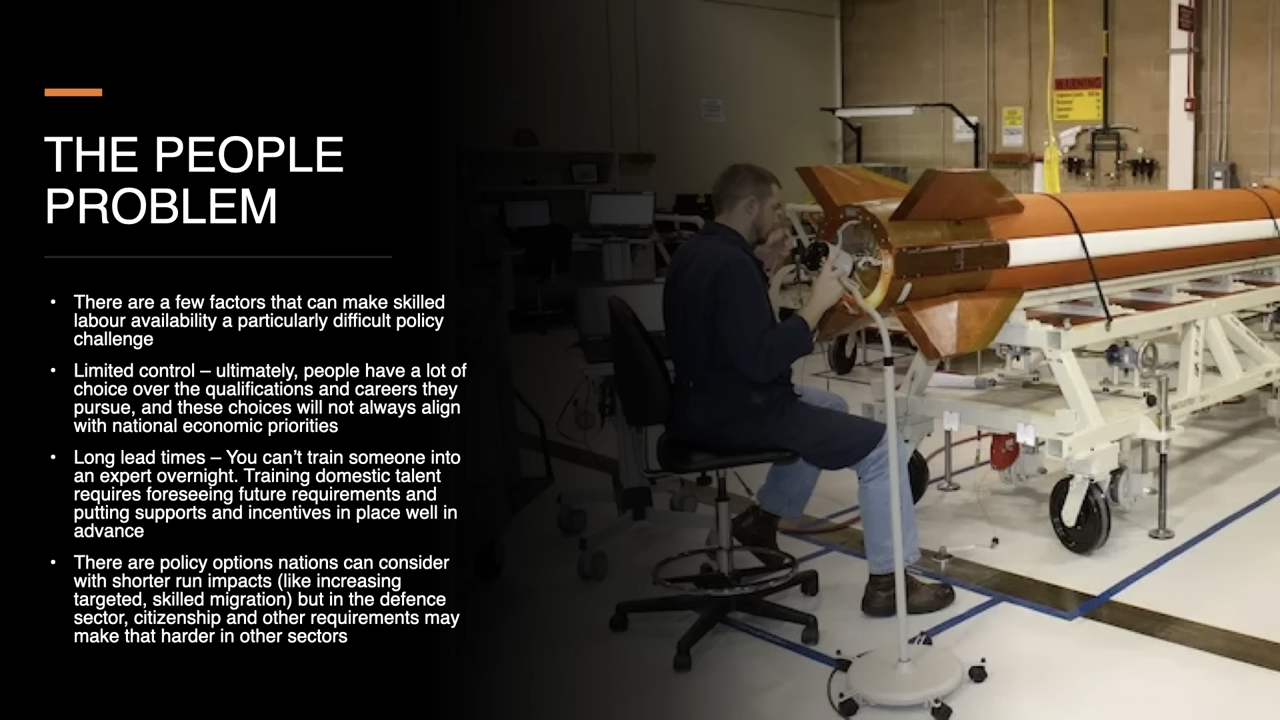 THE PEOPLE
PROBLEM
• There are a few factors that can make skilled
labour availability a particularly difficult policy
challenge
• Limited control – ultimately, people have a lot of
choice over the qualifications and careers they
pursue, and these choices will not always align
with national economic priorities
• Long lead times – You can’t train someone into
an expert overnight. Training domestic talent
requires foreseeing future requirements and
putting supports and incentives in place well in
advance
• There are policy options nations can consider
with shorter run impacts (like increasing
targeted, skilled migration) but in the defence
sector, citizenship and other requirements may
make that harder in other sectors
WARNING